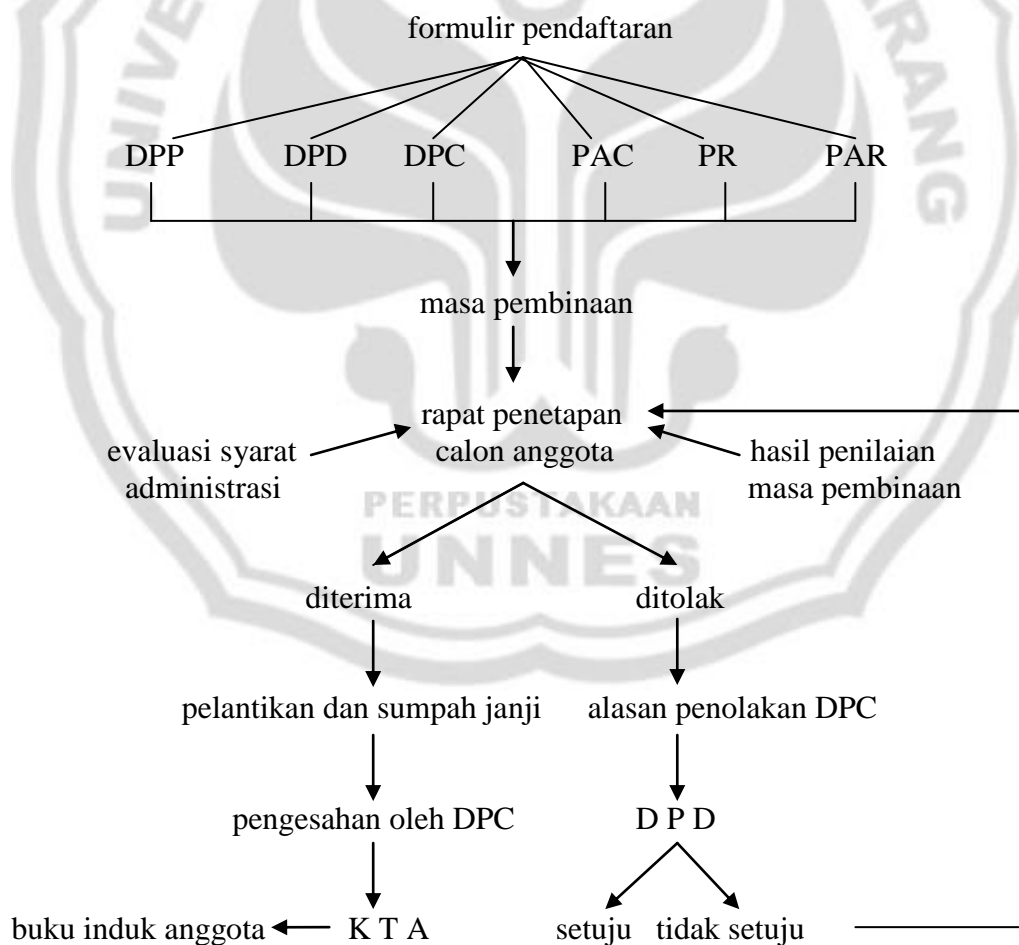 formulir pendaftaran
DPP DPD DPC PAC PR PAR
masa pembinaan
rapat penetapan
calon anggota
evaluasi syarat
administrasi
hasil penilaian
masa pembinaan
PERPUSTAKAAN
UNNES
diterima ditolak
pelantikan dan sumpah janji alasan penolakan DPC
pengesahan oleh DPC D P D
buku induk anggota K T A setuju tidak setuju